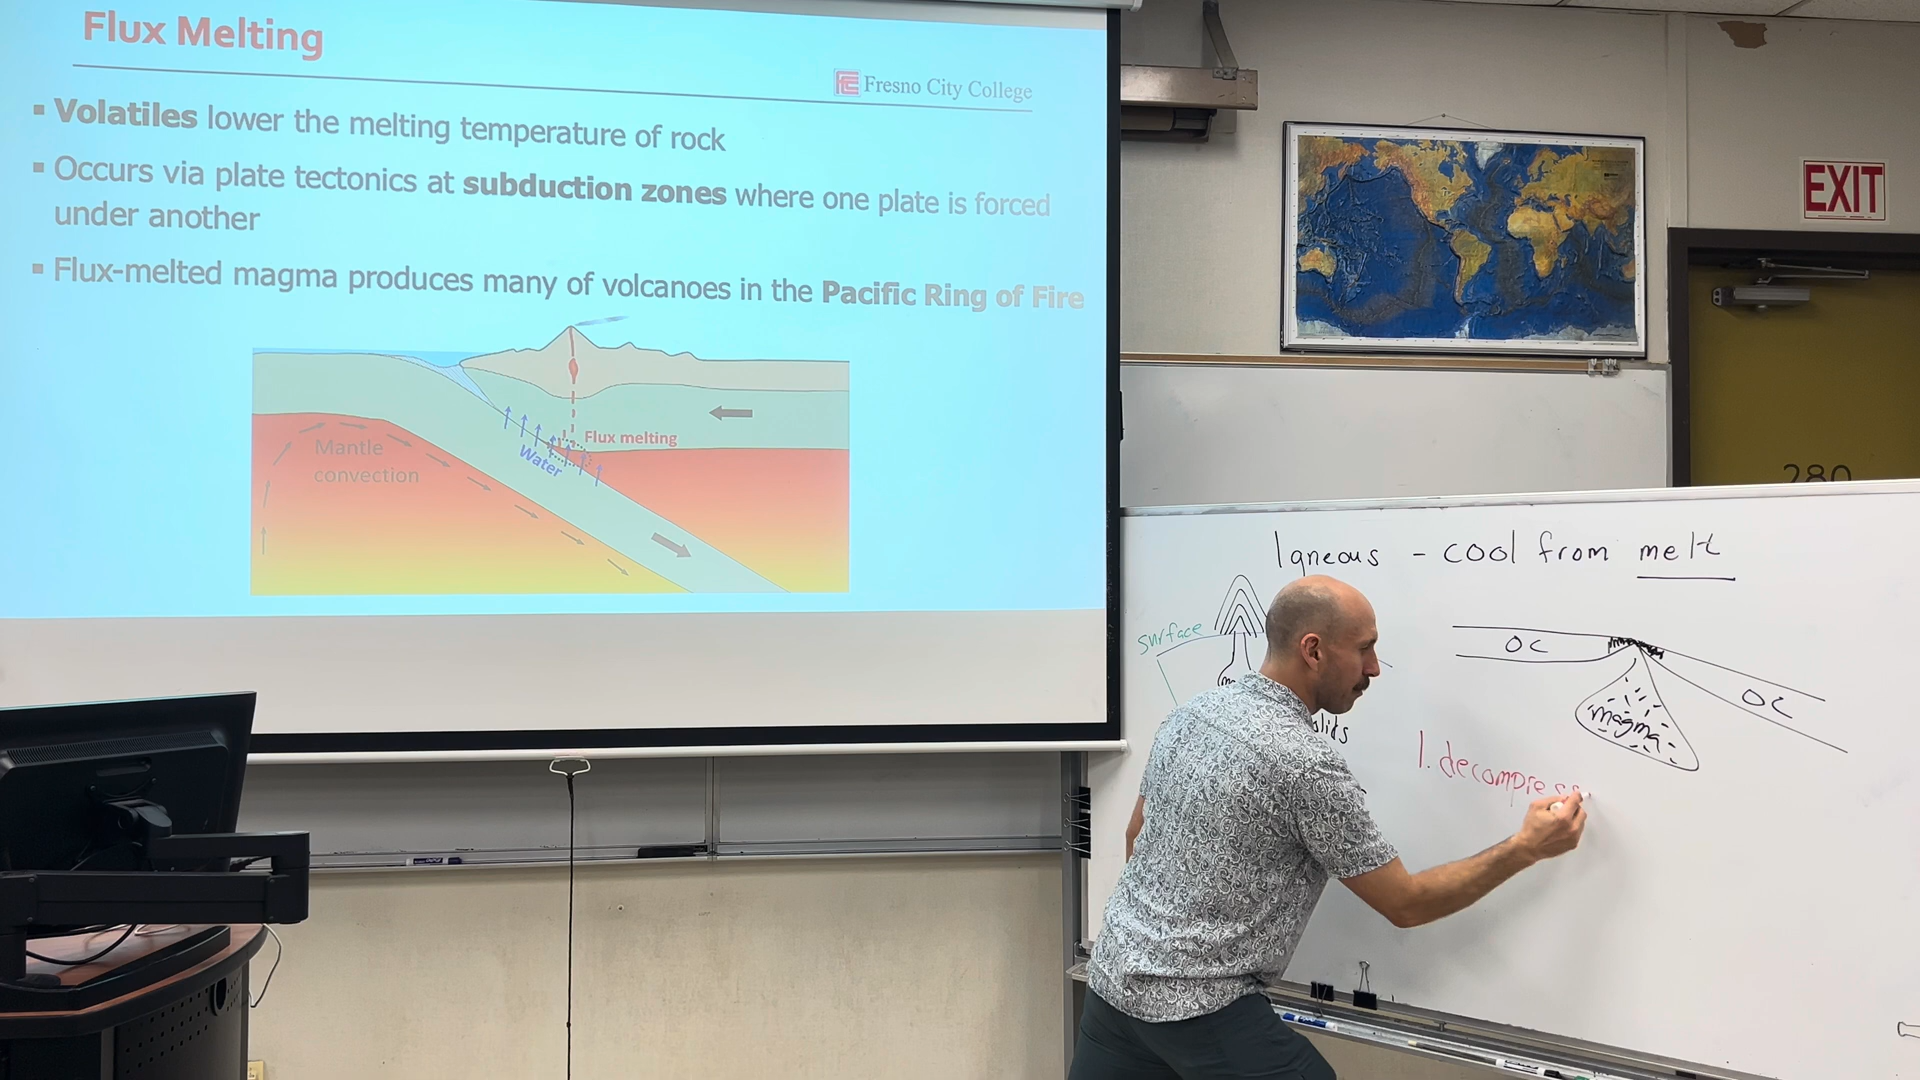 Flux Melting
Fresno City College
▪ Volatiles lower the melting temperature of rock
▪ Occurs via plate tectonics at subduction zones where one plate is forced
under another
▪ Flux-melted magma produces many of volcanoes in the Pacific Ring of Fire
Flux melting
Water
Mantle
convection
EXIT
280
Igneous - cool from melt
surface
OC
OC
magma
1. decompress